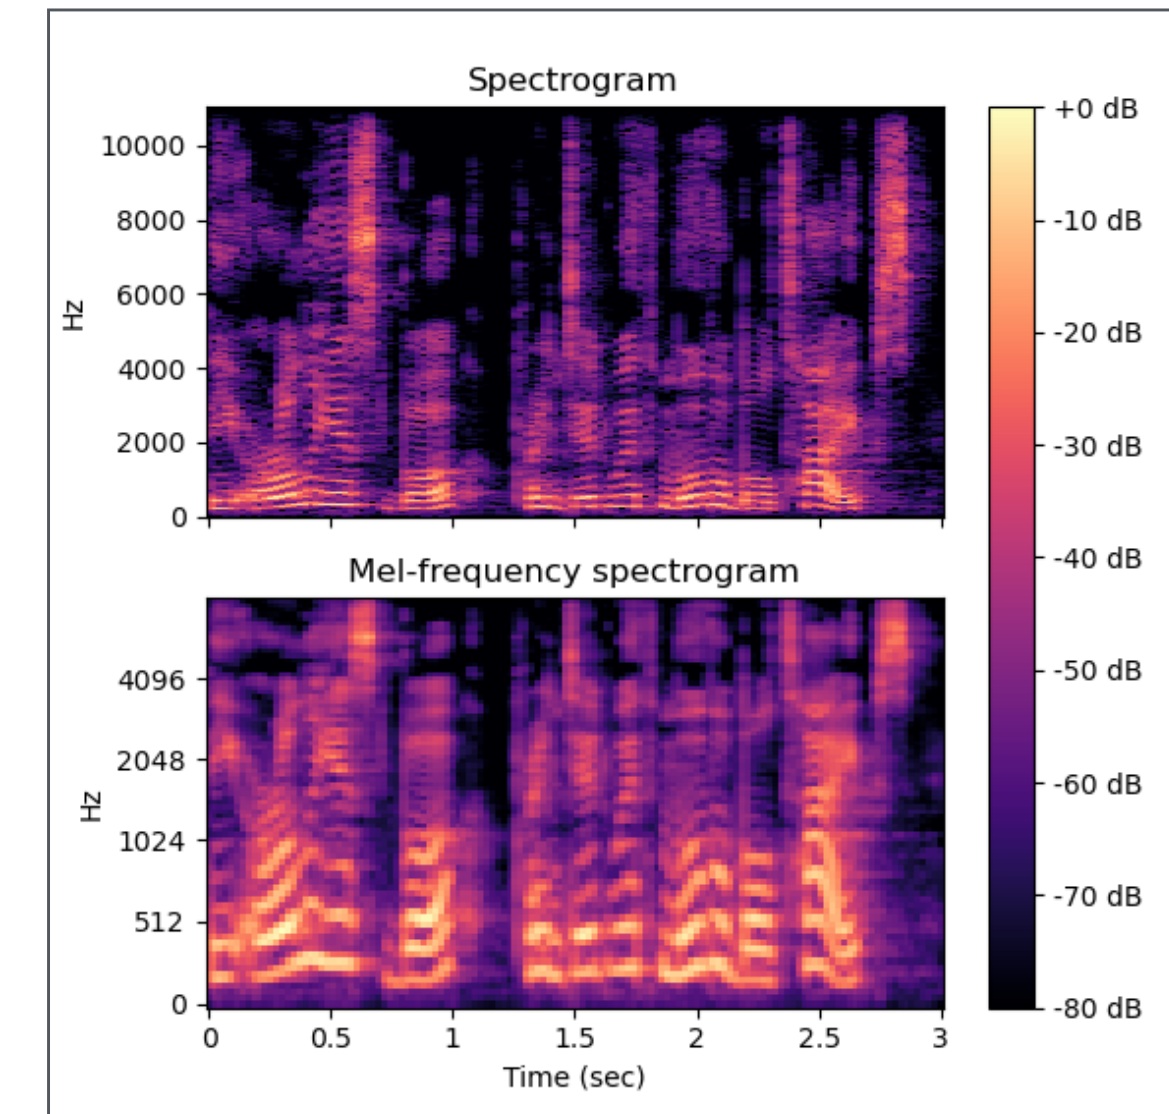 Spectrogram
+0 dB
10000
-10 dB
8000
Hz
6000
-20 dB
4000
-30 dB
2000
0
-40 dB
Mel-frequency spectrogram
4096
-50 dB
2048
-60 dB
Hz
1024
512
-70 dB
0
-80 dB
0 0.5 1 1.5 2 2.5 3
Time (sec)